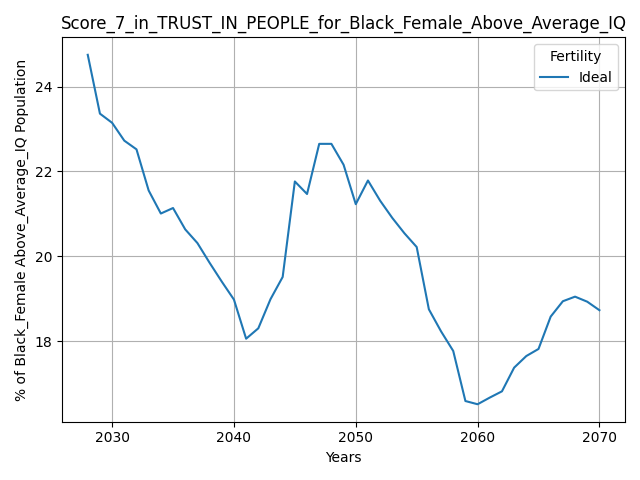 Score_7_in_TRUST_IN_PEOPLE_for_Black_Female_Above_Average_IQ
% of Black_Female Above_Average_IQ Population
Fertility
Ideal
24
22
20
18
2030 2040 2050 2060 2070
Years